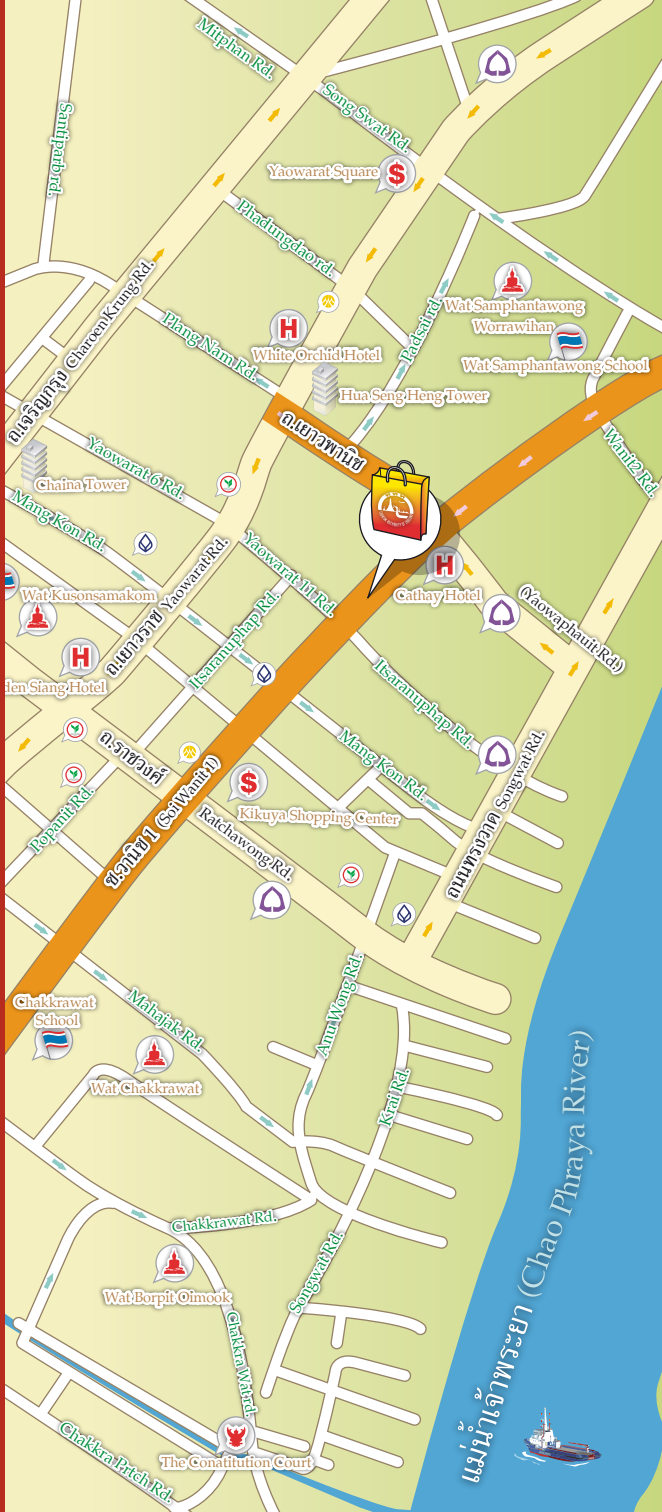 Mitphan Rd.
Song Swat Rd.
Santiparb rd.
Yaowarat Square
Phadungdao rd.
Wat Samphantawong
Worrawihan
ถ.เจริญกรุง Charoen Krung Rd.
Plang Nam Rd.
White Orchid Hotel
Padsai rd.
Wat Samphantawong School
Hua Seng Heng Tower
ถ.เยาวพานิช
Wanit2 Rd.
Yaowarat 6 Rd.
Chaina Tower
Mang Kon Rd.
Yaowarat 11 Rd.
Cathay Hotel
(Yaowaphauit Rd.)
Wat Kusonsamakom
ถ.เยาวราช Yaowarat Rd.
Itsaranuphap Rd.
Itsaranuphap Rd.
den Siang Hotel
ถ.ราชวงศ์
Mang Kon Rd.
ถนนทรงวาด Songwat Rd.
Popanit Rd.
ซ.วานิช 1 (Soi Wanit 1)
Kikuya Shopping Center
Ratchawong Rd.
Chakkrawat
School
Mahajak Rd.
Anu Wong Rd.
Wat Chakkrawat
Krai Rd.
แม่น้ำเจ้าพระยา (Chao Phraya River)
Chakkrawat Rd.
Songwat Rd.
Wat Borpit Oimook
Chakkra Wat rd.
Chakkra Prtch Rd.
The Conatitution Court